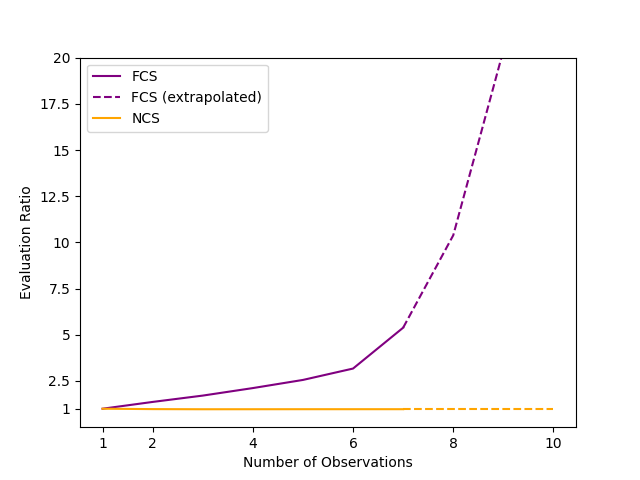 20
17.5
15
12.5
10
7.5
5
2.5
1
Evaluation Ratio
FCS
FCS (extrapolated)
NCS
1 2 4 6 8 10
Number of Observations